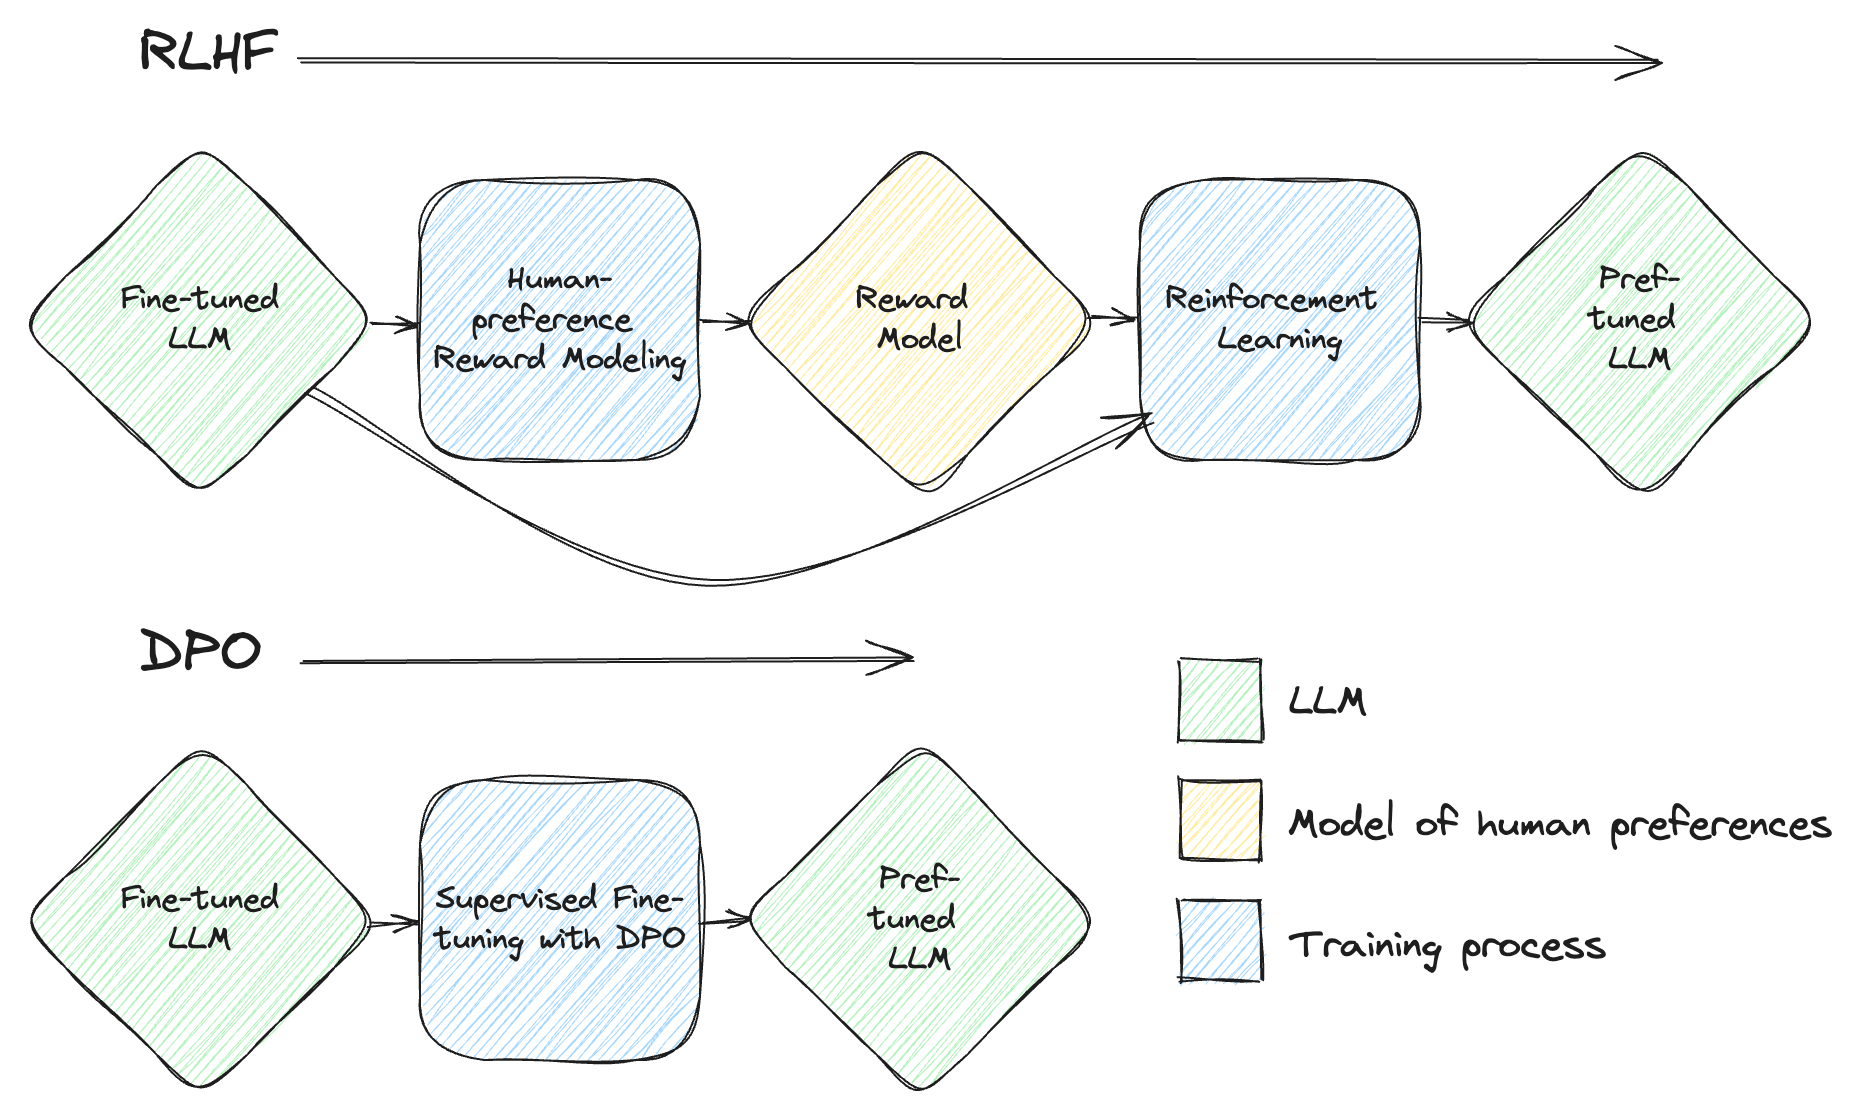 RLHF
Fine-tuned
LLM
Human-
preference
Reward Modeling
Reward
Model
Reinforcement
Learning
Pref-
tuned
LLM
DPO
Fine-tuned
LLM
Supervised Fine-
tuning with DPO
Pref-
tuned
LLM
LLM
Model of human preferences
Training process